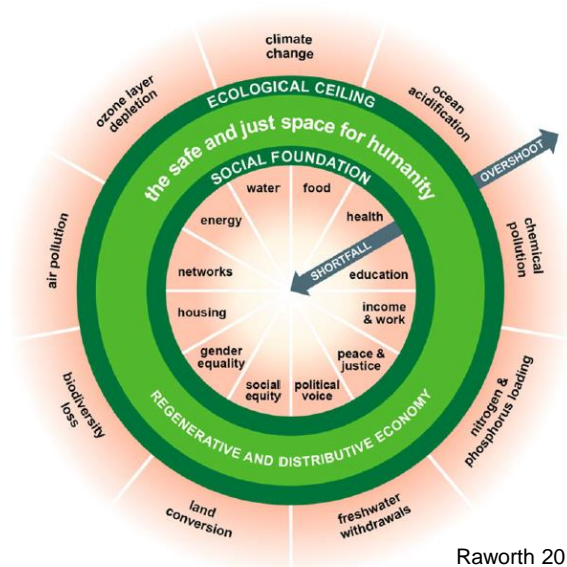 climate
change
ocean
acidification
chemical
pollution
nitrogen &
phosphorus loading
freshwater
withdrawals
land
conversion
biodiversity
loss
air pollution
ozone layer
depletion
OVERSHOOT
ECOLOGICAL CEILING
the safe and just space for humanity
SOCIAL FOUNDATION
water
food
health
SHORTFALL
education
income
& work
peace &
justice
political
voice
social
equity
gender
equality
housing
networks
energy
REGENERATIVE AND DISTRIBUTIVE ECONOMY
Raworth 20